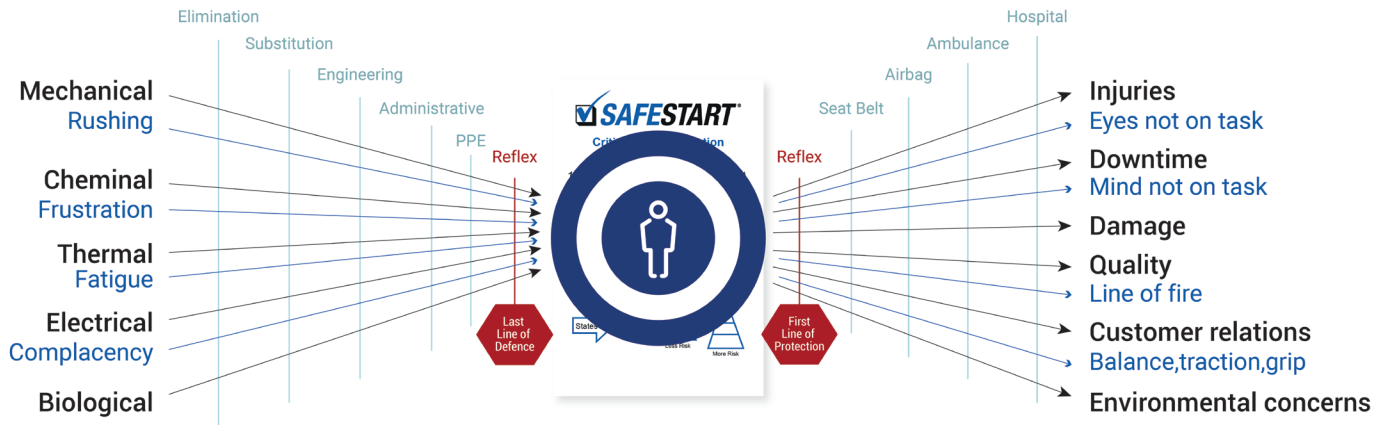 Elimination
Substitution
Engineering
Administrative
PPE
Reflex
Mechanical
Rushing
Cheminal
Frustration
Thermal
Fatigue
Electrical
Complacency
Biological
Last
Line of
Defence
SAFESTART®
States
Less Risk
More Risk
Reflex
First
Line of
Protection
Seat Belt
Airbag
Ambulance
Hospital
Injuries
Eyes not on task
Downtime
Mind not on task
Damage
Quality
Line of fire
Customer relations
Balance,traction,grip
Environmental concerns